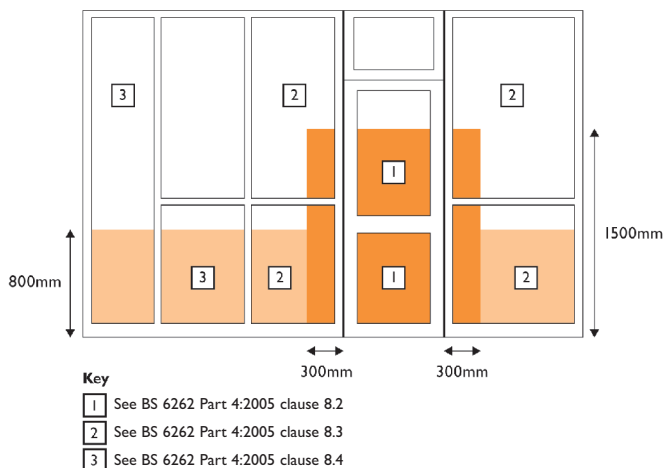 3
2
2
1
1500mm
800mm
3
2
1
2
300mm
300mm
Key
1 See BS 6262 Part 4:2005 clause 8.2
2 See BS 6262 Part 4:2005 clause 8.3
3 See BS 6262 Part 4:2005 clause 8.4